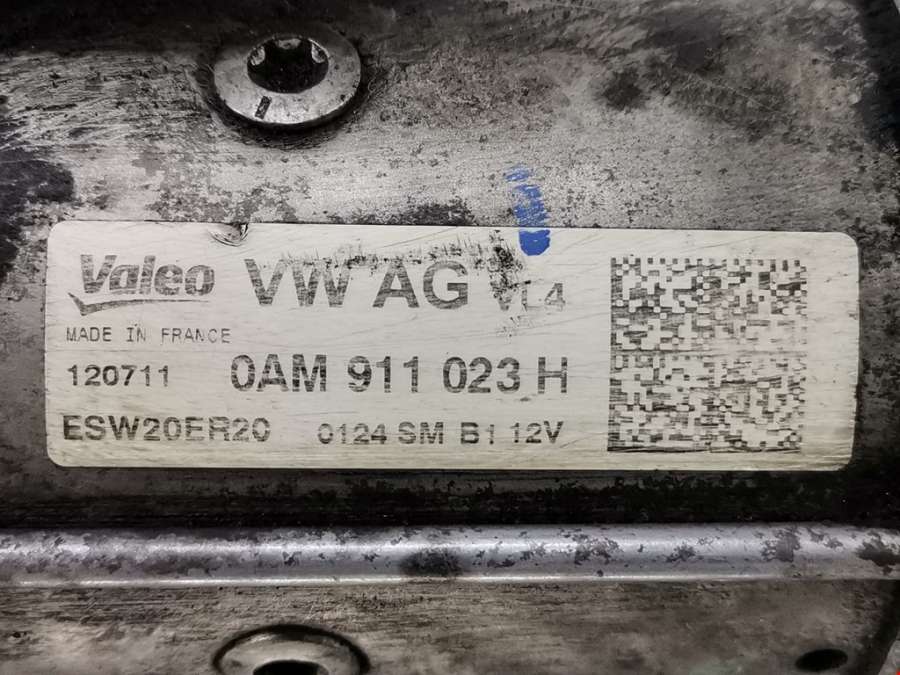 Valeo VW AG VL4
MADE IN FRANCE
120711 0AM 911 023 H
ESW20ER20 0124 SM B1 12V